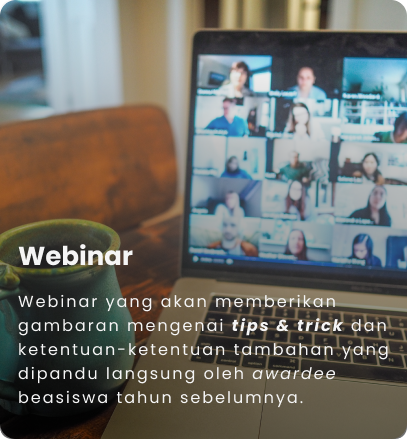 Webinar
Webinar yang akan memberikan
gambaran mengenai tips & trick dan
ketentuan-ketentuan tambahan yang
dipandu langsung oleh awardee
beasiswa tahun sebelumnya.